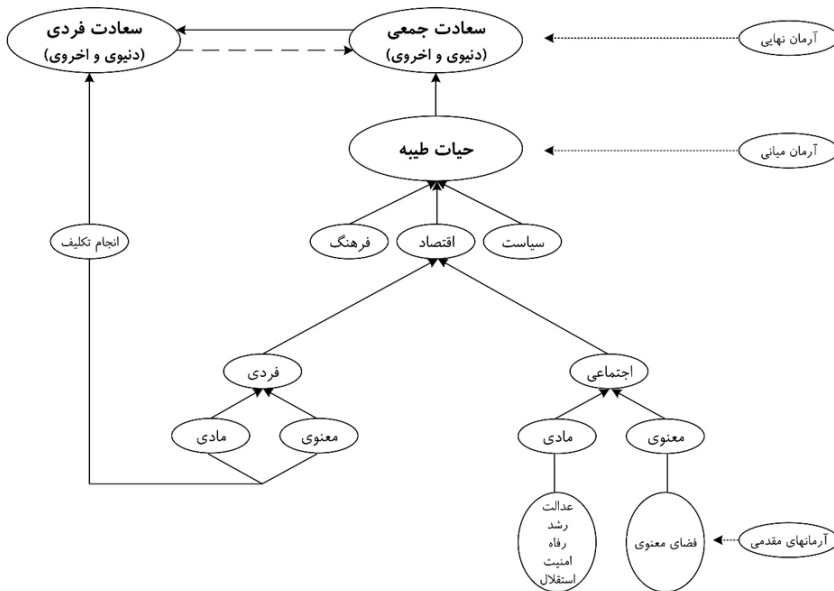 سعادت فردی
(دنیوی و اخروی)
سعادت جمعی
(دنیوی و اخروی)
آرمان نهایی
حیات طیبه
آرمان میانی
انجام تکلیف
فرهنگ
اقتصاد
سیاست
فردی
اجتماعی
مادی
معنوی
مادی
معنوی
عدالت
رشد
رفاه
امنیت
استقلال
فضای معنوی
آرمانهای مقدمی